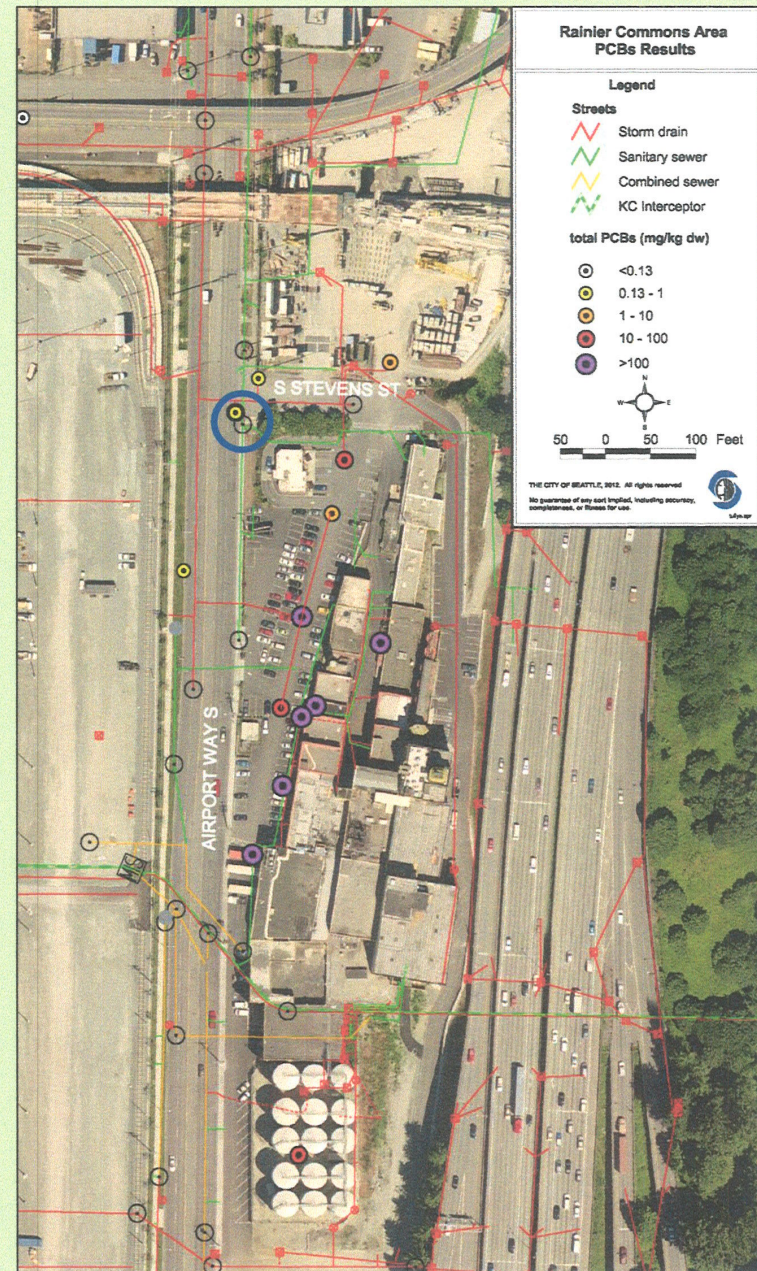 Rainier Commons Area
PCBs Results
Legend
Streets
Storm drain
Sanitary sewer
Combined sewer
KC Interceptor
total PCBs (mg/kg dw)
<0.13
0.13 - 1
1 - 10
10 - 100
>100
N
W E
S
50 0 50 100 Feet
THE CITY OF SEATTLE, 2012. All rights reserved
No guarantee of any sort implied, including accuracy,
completeness, or fitness for use.
S STEVENS ST
AIRPORT WAY S